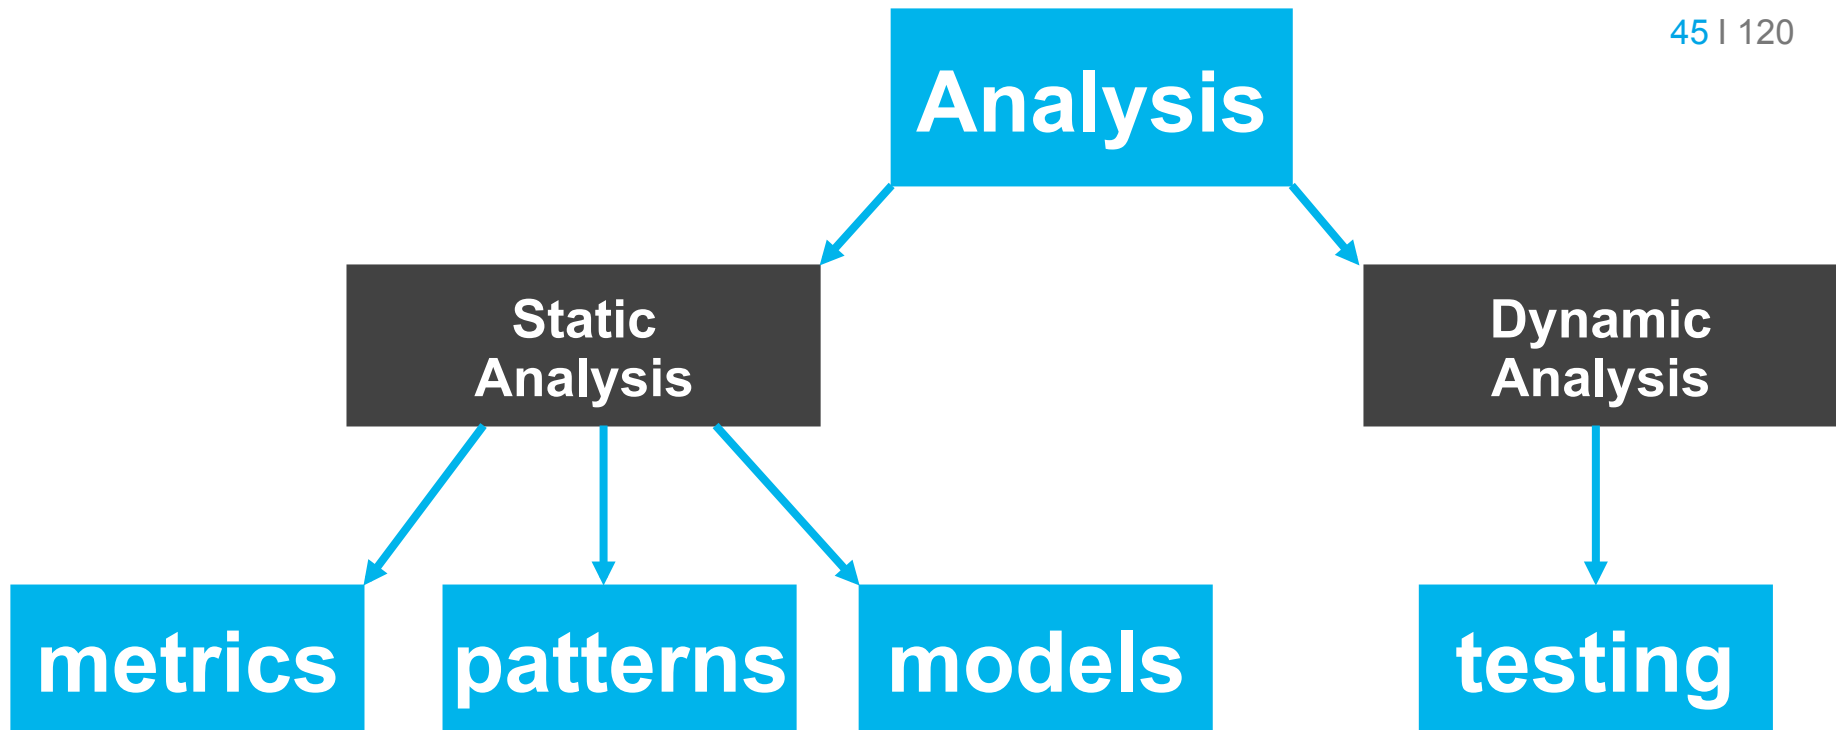 45 | 120
Analysis
Static
Analysis
Dynamic
Analysis
metrics
patterns
models
testing